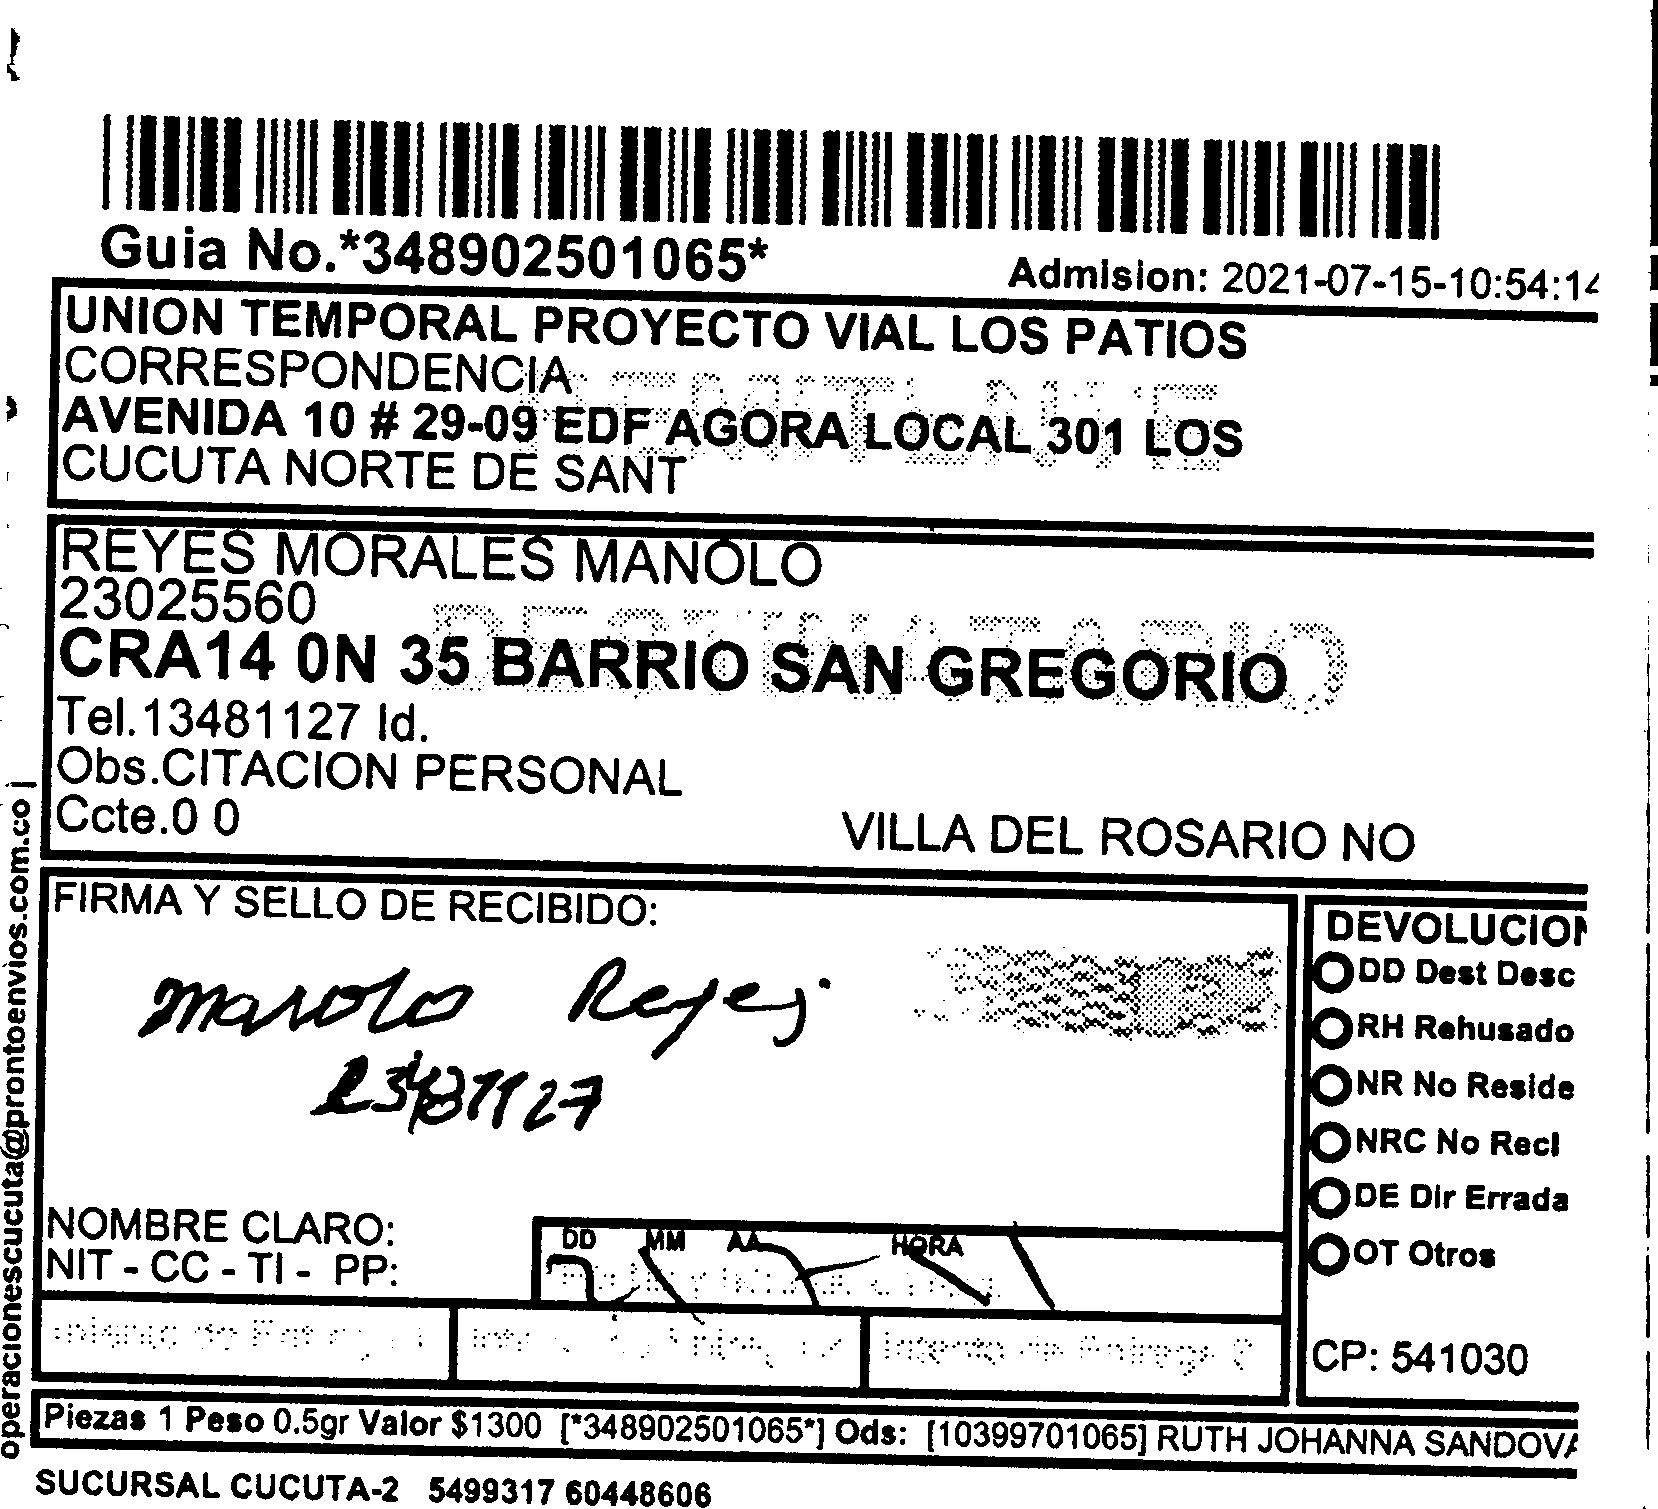 Guia No.*348902501065*
Admision: 2021-07-15-10:54:14
UNION TEMPORAL PROYECTO VIAL LOS PATIOS
CORRESPONDENCIA
AVENIDA 10 # 29-09 EDF AGORA LOCAL 301 LOS
CUCUTA NORTE DE SANT
REYES MORALES MANOLO
23025560
DESTINATARIO
CRA14 0N 35 BARRIO SAN GREGORIO
Tel.13481127 Id.
Obs.CITACION PERSONAL
Ccte.0 0
VILLA DEL ROSARIO NO
operacionescucuta@prontoenvios.com.co |
FIRMA Y SELLO DE RECIBIDO:
Manolo Reyes
NOMBRE CLARO:
NIT - CC - TI - PP:
DD MM AA HORA
DEVOLUCION
DD Dest Desc
RH Rehusado
NR No Reside
NRC No Reci
DE Dir Errada
OT Otros
CP: 541030
Piezas 1 Peso 0.5gr Valor $1300 [*348902501065*] Ods: [10399701065] RUTH JOHANNA SANDOVA
SUCURSAL CUCUTA-2 5499317 60448606